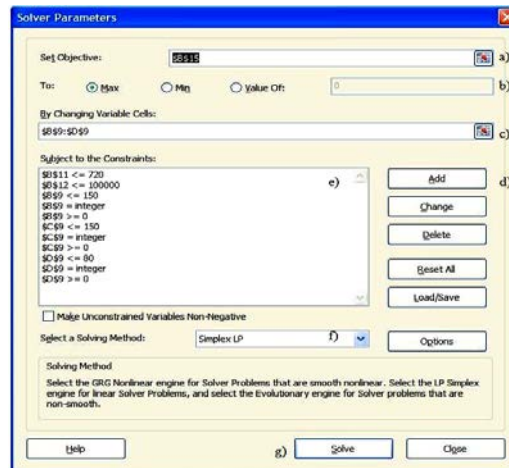 Solver Parameters
Set Objective: $B$15 a)
To: Max Min Value Of: 0 b)
By Changing Variable Cells:
$B$9:$D$9 c)
Subject to the Constraints:
$B$11 <= 720 e) Add d)
$B$12 <= 100000
$B$9 <= 150
$B$9 = integer Change
$B$9 >= 0
$C$9 <= 150
$C$9 = integer Delete
$C$9 >= 0
$D$9 <= 80
$D$9 = integer Reset All
$D$9 >= 0
Load/Save
Make Unconstrained Variables Non-Negative
Select a Solving Method: Simplex LP f) Options
Solving Method
Select the GRG Nonlinear engine for Solver Problems that are smooth nonlinear. Select the LP Simplex
engine for linear Solver Problems, and select the Evolutionary engine for Solver problems that are
non-smooth.
Help g) Solve Close